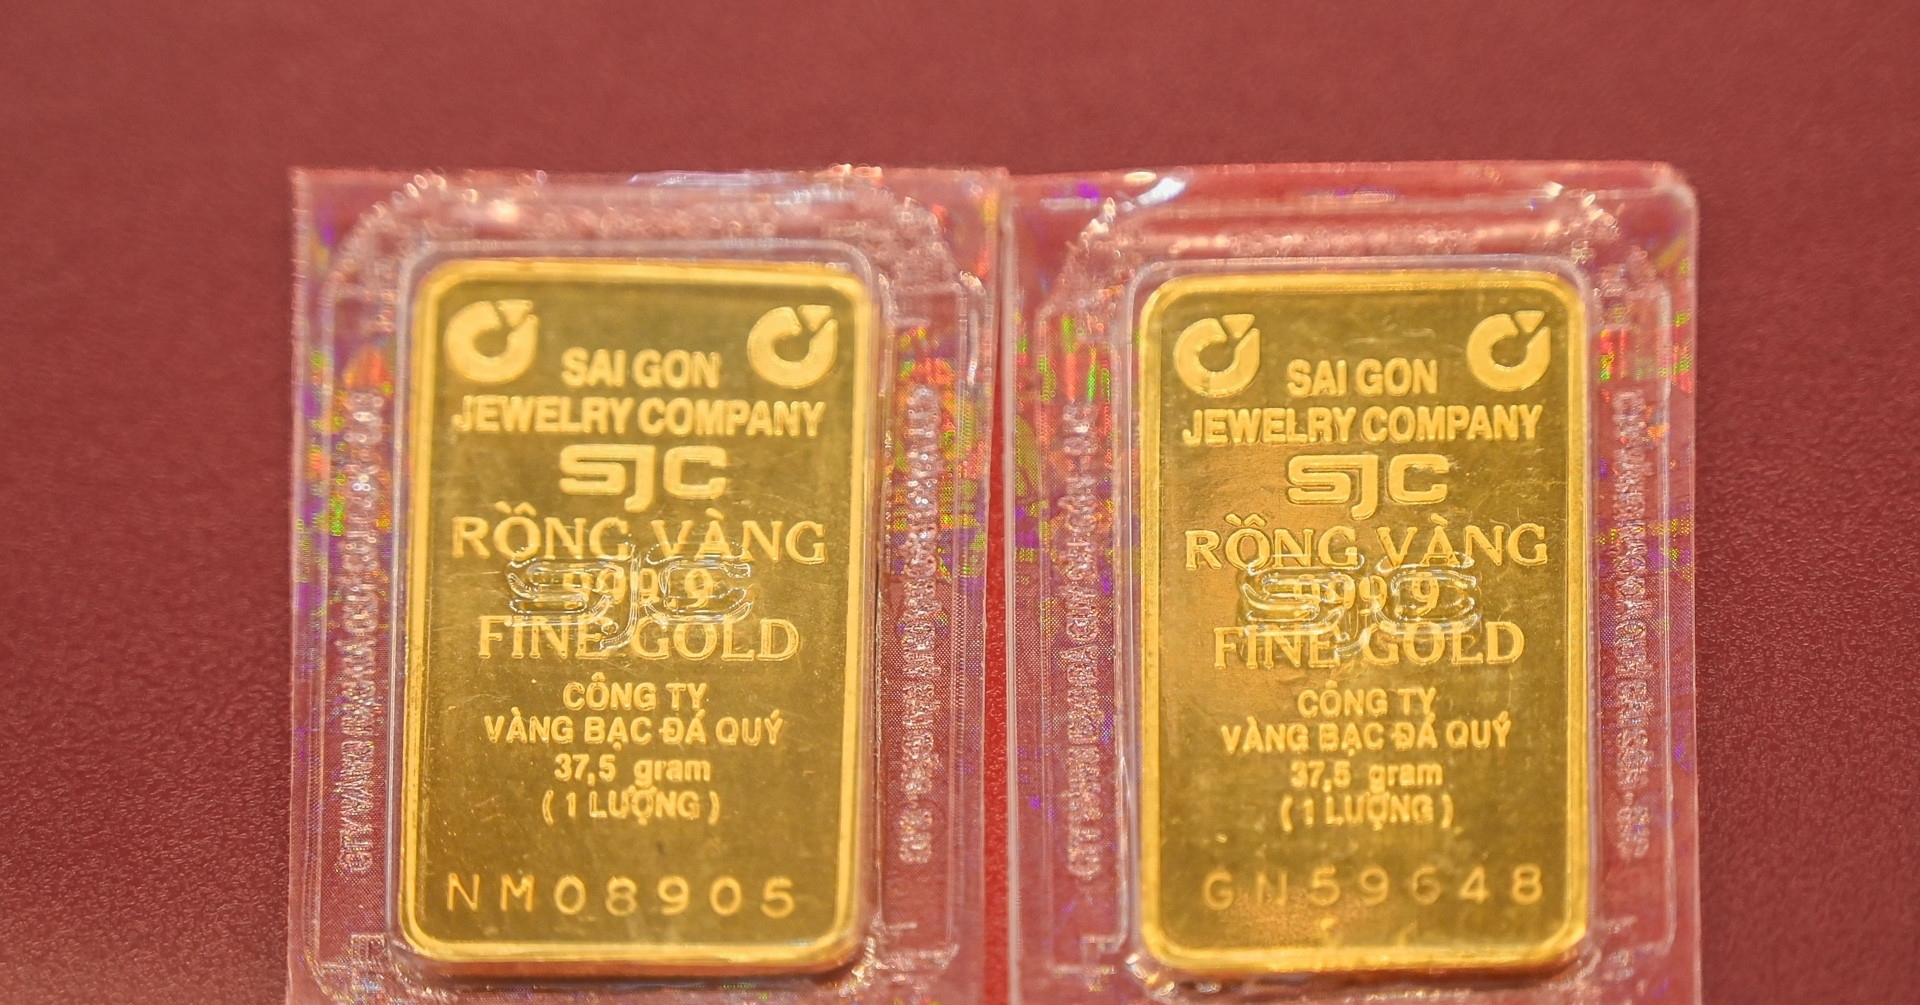 SAI GON
JEWELRY COMPANY
SJC
RỒNG VÀNG
999.9
FINE GOLD
CÔNG TY
VÀNG BẠC ĐÁ QUÝ
37,5 gram
( 1 LƯỢNG )
NM08905
SAI GON
JEWELRY COMPANY
SJC
RỒNG VÀNG
999.9
FINE GOLD
CÔNG TY
VÀNG BẠC ĐÁ QUÝ
37,5 gram
( 1 LƯỢNG )
GN59648